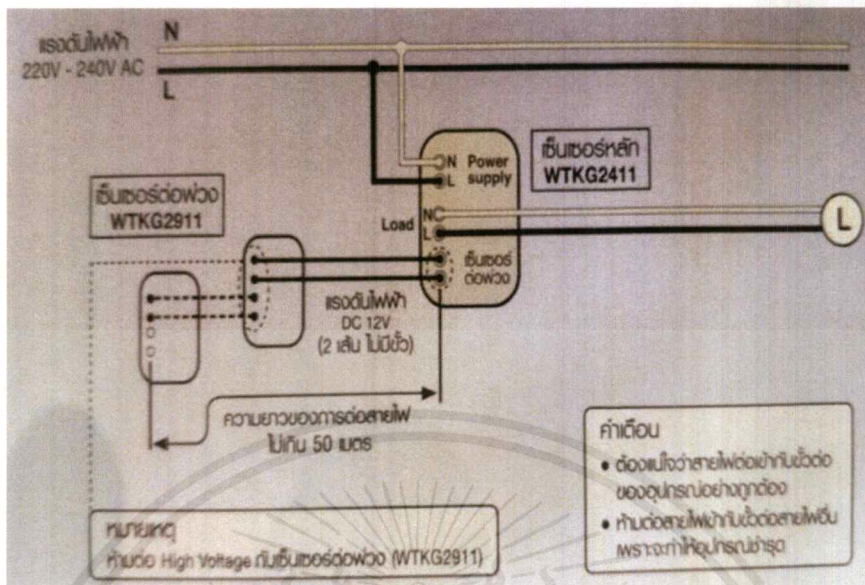 แรงดันไฟฟ้า
220V - 240V AC
N
L
เซ็นเซอร์หลัก
WTKG2411
N Power
L supply
เซ็นเซอร์ต่อพ่วง
WTKG2911
Load
N
L
L
เซ็นเซอร์
ต่อพ่วง
แรงดันไฟฟ้า
DC 12V
(2 เส้น ไม่มีขั้ว)
ความยาวของการต่อสายไฟ
ไม่เกิน 50 เมตร
คำเตือน
• ต้องแน่ใจว่าสายไฟต่อเข้ากับขั้วต่อ
ของอุปกรณ์อย่างถูกต้อง
• ห้ามต่อสายไฟเข้ากับขั้วต่อสายไฟอื่น
เพราะจะทำให้อุปกรณ์ชำรุด
หมายเหตุ
ห้ามต่อ High Voltage กับเซ็นเซอร์ต่อพ่วง (WTKG2911)